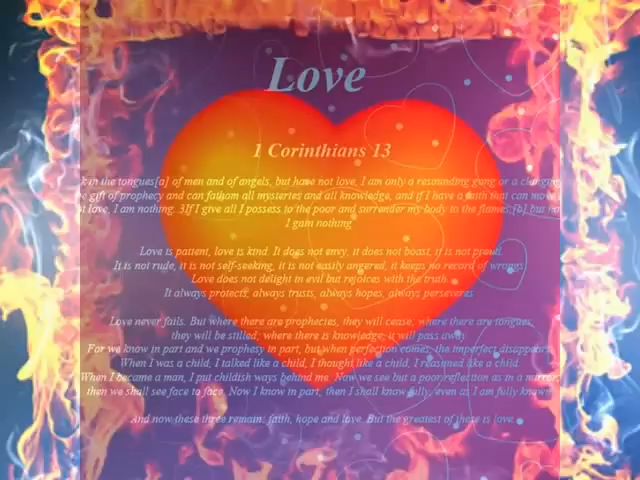 Love
1 Corinthians 13
in the tongues[a] of men and of angels, but have not love, I am only a resounding gong or a clanging
gift of prophecy and can fathom all mysteries and all knowledge, and if I have a faith that can move
love, I am nothing. 3If I give all I possess to the poor and surrender my body to the flames,[b] but
I gain nothing
Love is patient, love is kind. It does not envy, it does not boast, it is not proud.
It is not rude, it is not self-seeking, it is not easily angered, it keeps no record of wrongs
Love does not delight in evil but rejoices with the truth.
It always protects, always trusts, always hopes, always perseveres
Love never fails. But where there are prophecies, they will cease; where there are tongues,
they will be stilled; where there is knowledge, it will pass away
For we know in part and we prophesy in part, but when perfection comes, the imperfect disappears
When I was a child, I talked like a child, I thought like a child, I reasoned like a child.
When I became a man, I put childish ways behind me. Now we see but a poor reflection as in a mirror;
then we shall see face to face. Now I know in part; then I shall know fully, even as I am fully known
And now these three remain: faith, hope and love. But the greatest of these is love.